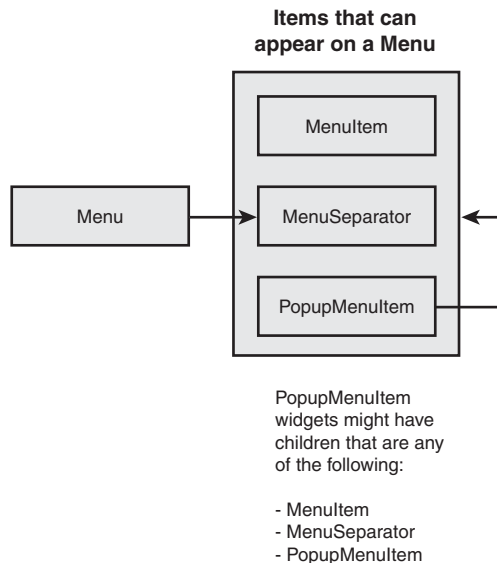 Items that can
appear on a Menu
MenuItem
Menu
MenuSeparator
PopupMenuItem
PopupMenuItem
widgets might have
children that are any
of the following:
- MenuItem
- MenuSeparator
- PopupMenuItem